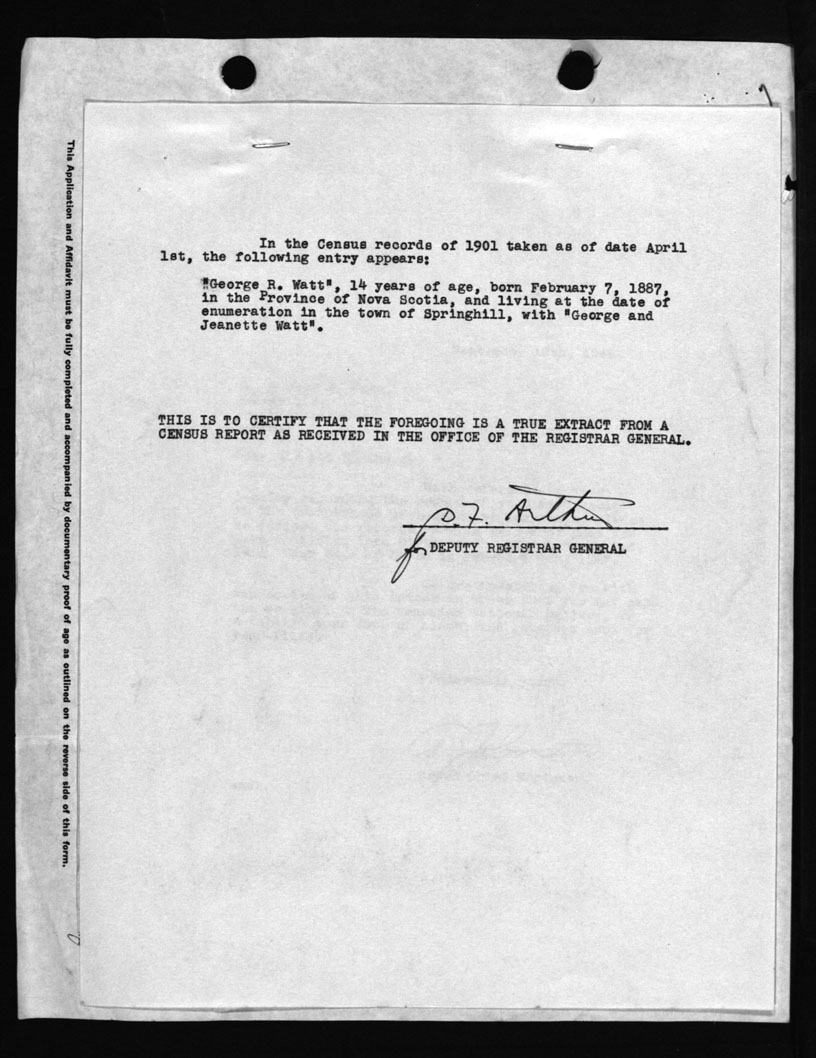 In the Census records of 1901 taken as of date April
1st, the following entry appears:
"George R. Watt", 14 years of age, born February 7, 1887,
in the Province of Nova Scotia, and living at the date of
enumeration in the town of Springhill, with "George and
Jeanette Watt".
THIS IS TO CERTIFY THAT THE FOREGOING IS A TRUE EXTRACT FROM A
CENSUS REPORT AS RECEIVED IN THE OFFICE OF THE REGISTRAR GENERAL.
D.F. Arthur
for DEPUTY REGISTRAR GENERAL
This Application and Affidavit must be fully completed and accompanied by documentary proof of age as outlined on the reverse side of this form.